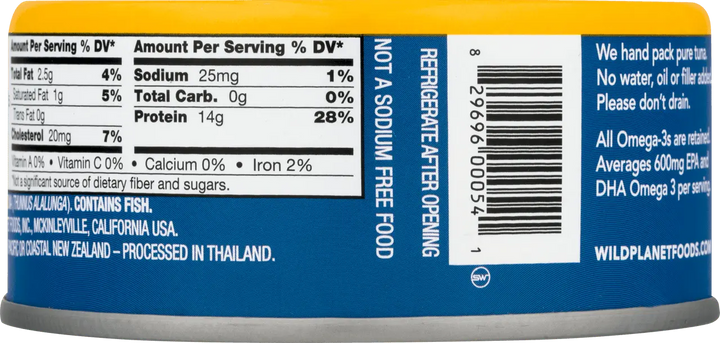 Amount Per Serving % DV*
Total Fat 2.5g 4%
Saturated Fat 1g 5%
Trans Fat 0g
Cholesterol 20mg 7%
Amount Per Serving % DV*
Sodium 25mg 1%
Total Carb. 0g 0%
Protein 14g 28%
Vitamin A 0% • Vitamin C 0% • Calcium 0% • Iron 2%
*Not a significant source of dietary fiber and sugars.
(THUNNUS ALALUNGA). CONTAINS FISH.
FOODS, INC., MCKINLEYVILLE, CALIFORNIA USA.
PACIFIC OR COASTAL NEW ZEALAND – PROCESSED IN THAILAND.
NOT A SODIUM FREE FOOD
REFRIGERATE AFTER OPENING
8 29696 00054 1
SW
We hand pack pure tuna.
No water, oil or filler added.
Please don't drain.
All Omega-3s are retained.
Averages 600mg EPA and
DHA Omega 3 per serving.
WILDPLANETFOODS.COM